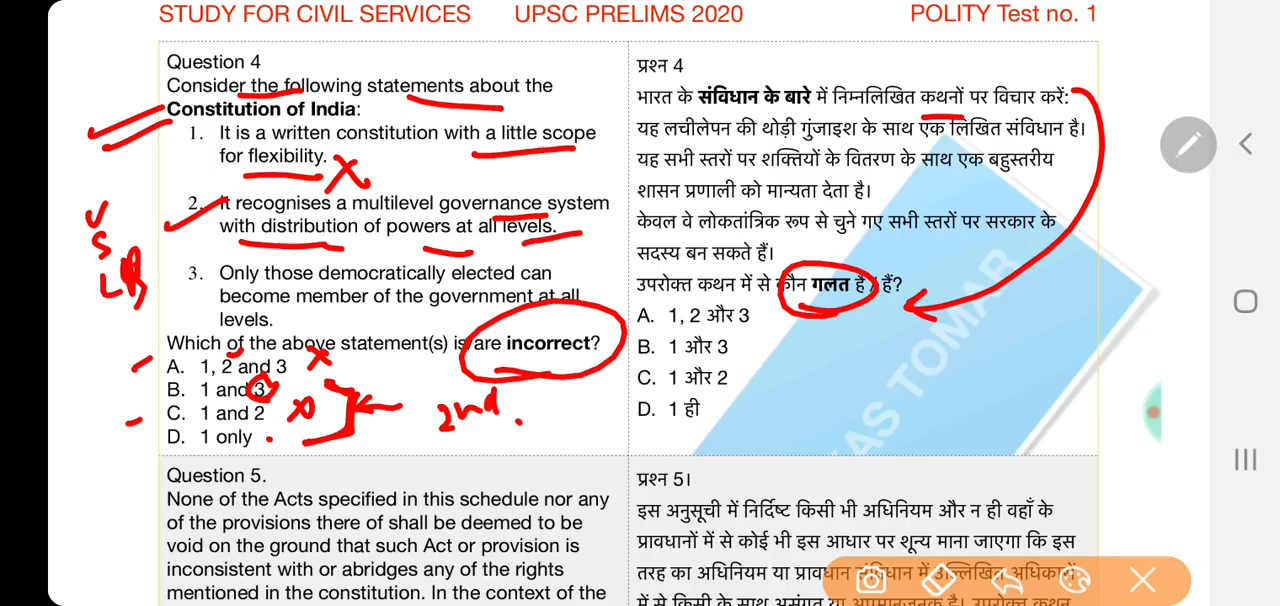 STUDY FOR CIVIL SERVICES UPSC PRELIMS 2020 POLITY Test no. 1
Question 4
Consider the following statements about the
Constitution of India:
1. It is a written constitution with a little scope
for flexibility.
2. It recognises a multilevel governance system
with distribution of powers at all levels.
3. Only those democratically elected can
become member of the government at all
levels.
Which of the above statement(s) is/are incorrect?
A. 1, 2 and 3
B. 1 and 3
C. 1 and 2
D. 1 only
2nd.
प्रश्न 4
भारत के संविधान के बारे में निम्नलिखित कथनों पर विचार करें:
यह लचीलेपन की थोड़ी गुंजाइश के साथ एक लिखित संविधान है।
यह सभी स्तरों पर शक्तियों के वितरण के साथ एक बहुस्तरीय
शासन प्रणाली को मान्यता देता है।
केवल वे लोकतांत्रिक रूप से चुने गए सभी स्तरों पर सरकार के
सदस्य बन सकते हैं।
उपरोक्त कथन में से कौन गलत है / हैं?
A. 1, 2 और 3
B. 1 और 3
C. 1 और 2
D. 1 ही
AS TOMAR
Question 5.
None of the Acts specified in this schedule nor any
of the provisions there of shall be deemed to be
void on the ground that such Act or provision is
inconsistent with or abridges any of the rights
mentioned in the constitution. In the context of the
प्रश्न 5।
इस अनुसूची में निर्दिष्ट किसी भी अधिनियम और न ही वहाँ के
प्रावधानों में से कोई भी इस आधार पर शून्य माना जाएगा कि इस
तरह का अधिनियम या प्रावधान संविधान में उल्लिखित अधिकारों
में से किसी के साथ असंगत या